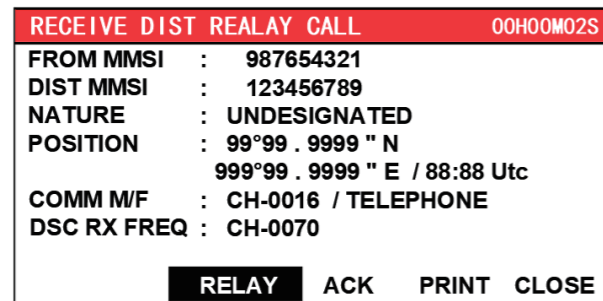 RECEIVE DIST REALAY CALL 00H00M02S
FROM MMSI : 987654321
DIST MMSI : 123456789
NATURE : UNDESIGNATED
POSITION : 99°99 . 9999 " N
999°99 . 9999 " E / 88:88 Utc
COMM M/F : CH-0016 / TELEPHONE
DSC RX FREQ : CH-0070
RELAY ACK PRINT CLOSE